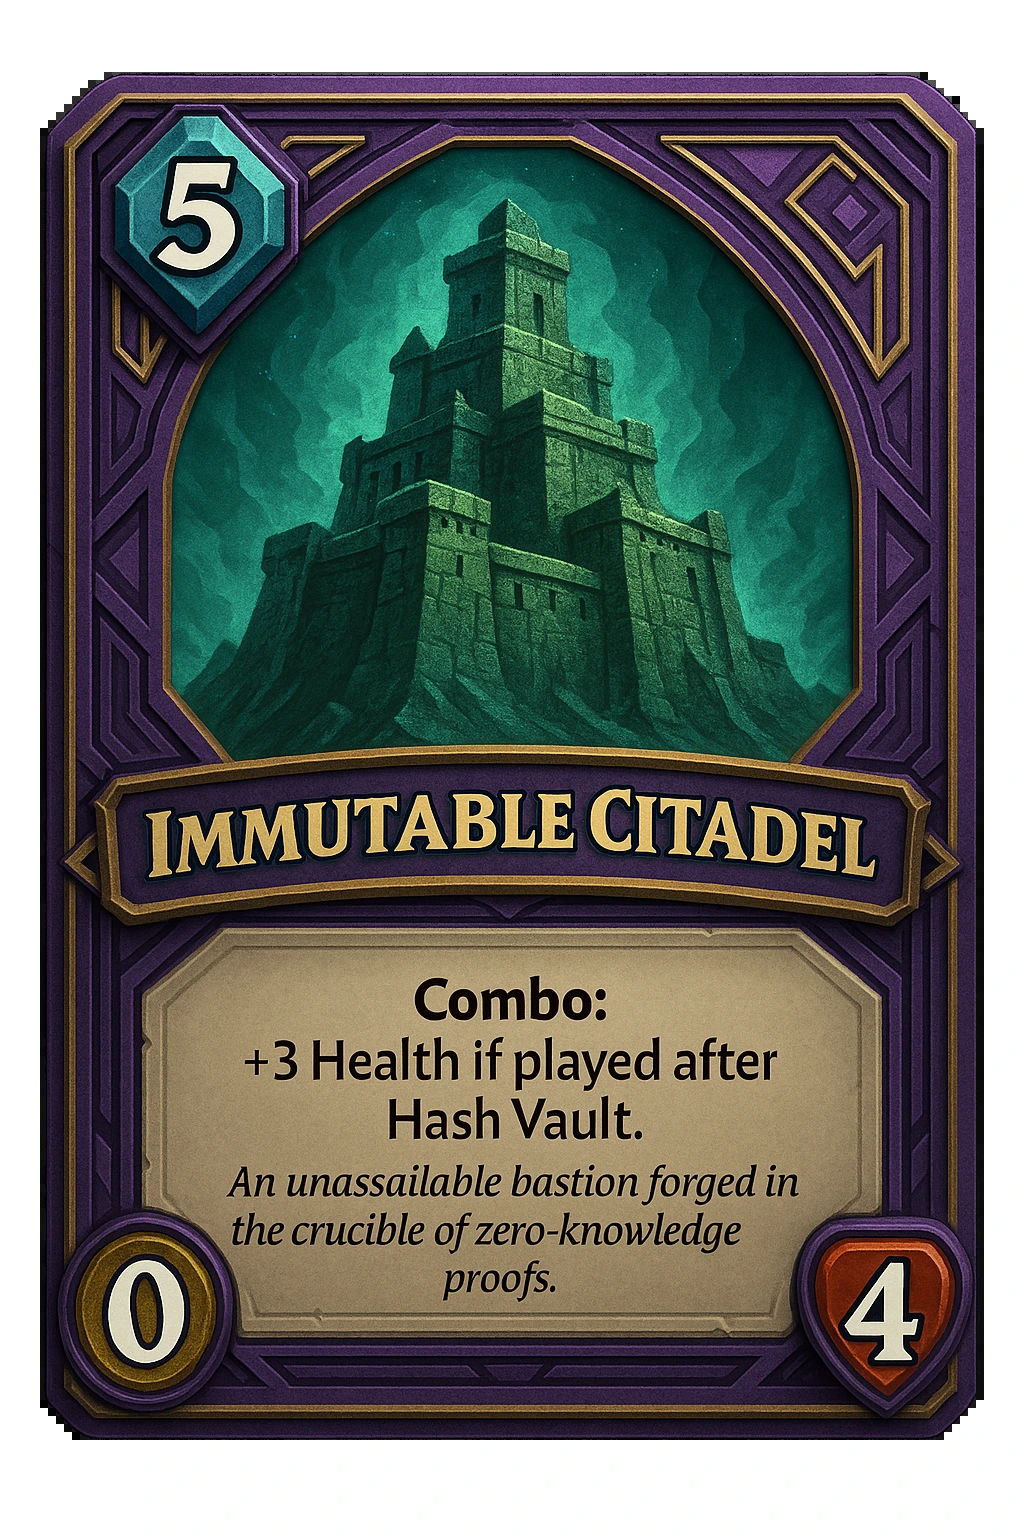 5
IMMUTABLE CITADEL
Combo:
+3 Health if played after
Hash Vault.
An unassailable bastion forged in
the crucible of zero-knowledge
proofs.
0
4